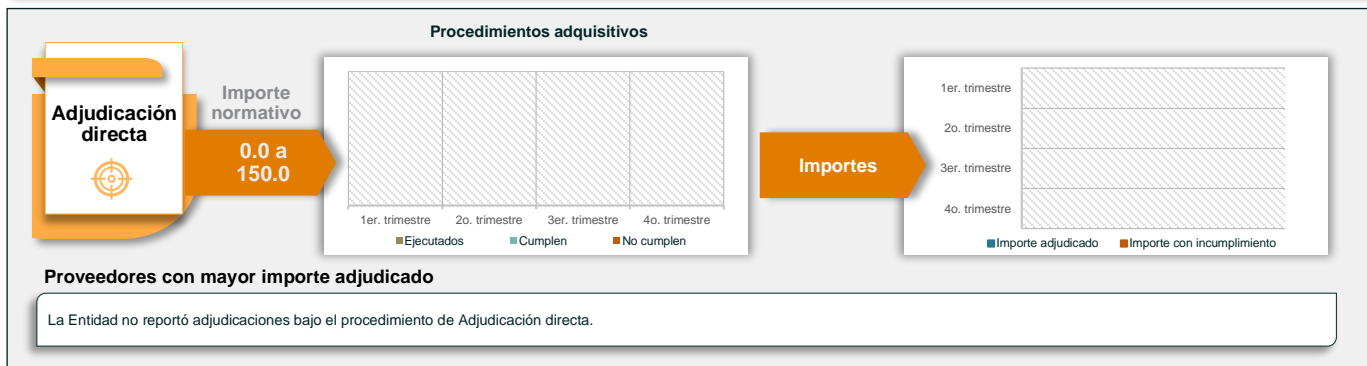 Procedimientos adquisitivos
Adjudicación
directa
Importe
normativo
0.0 a
150.0
1er. trimestre 2o. trimestre 3er. trimestre 4o. trimestre
Ejecutados Cumplen No cumplen
Importes
1er. trimestre
2o. trimestre
3er. trimestre
4o. trimestre
Importe adjudicado Importe con incumplimiento
Proveedores con mayor importe adjudicado
La Entidad no reportó adjudicaciones bajo el procedimiento de Adjudicación directa.